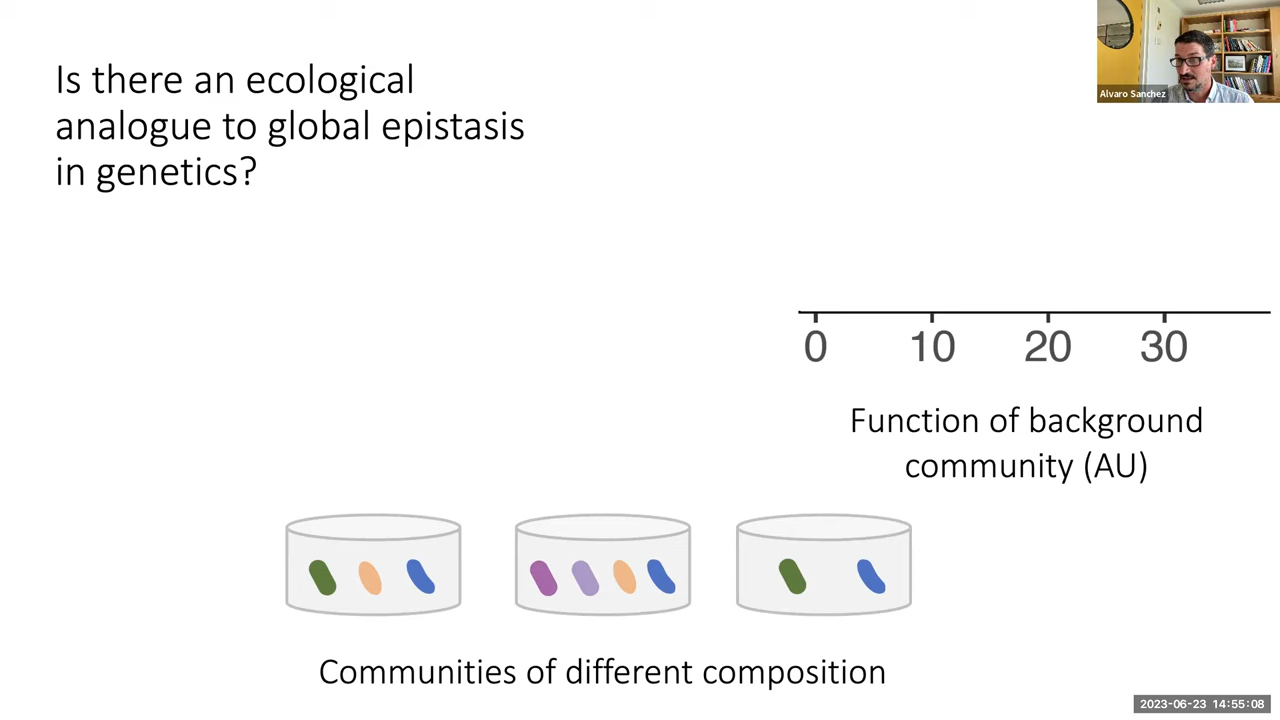 Is there an ecological
analogue to global epistasis
in genetics?
Alvaro Sanchez
0 10 20 30
Function of background
community (AU)
Communities of different composition
2023-06-23 14:55:08